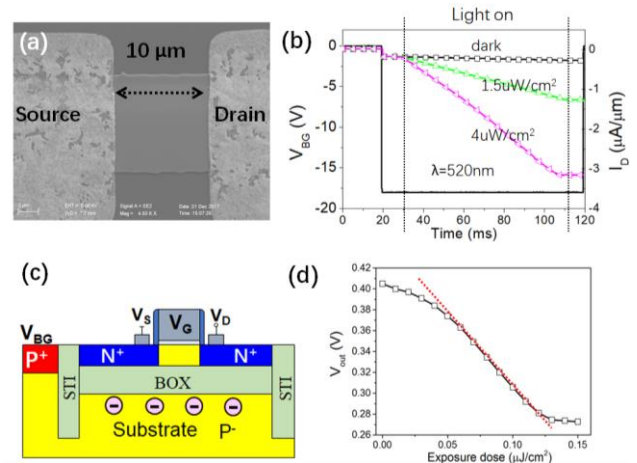 (a)
10 μm
Source
Drain
(b)
Light on
dark
1.5uW/cm²
4uW/cm²
λ=520nm
V_BG (V)
0
-5
-10
-15
-20
I_D (μA/μm)
0
-1
-2
-3
-4
0 20 40 60 80 100 120
Time (ms)
(c)
V_BG
V_S
V_G
V_D
P⁺
N⁺
N⁺
STI
STI
BOX
Substrate
P⁻
(d)
V_out (V)
0.42
0.40
0.38
0.36
0.34
0.32
0.30
0.28
0.26
0.00 0.05 0.10 0.15
Exposure dose (μJ/cm²)